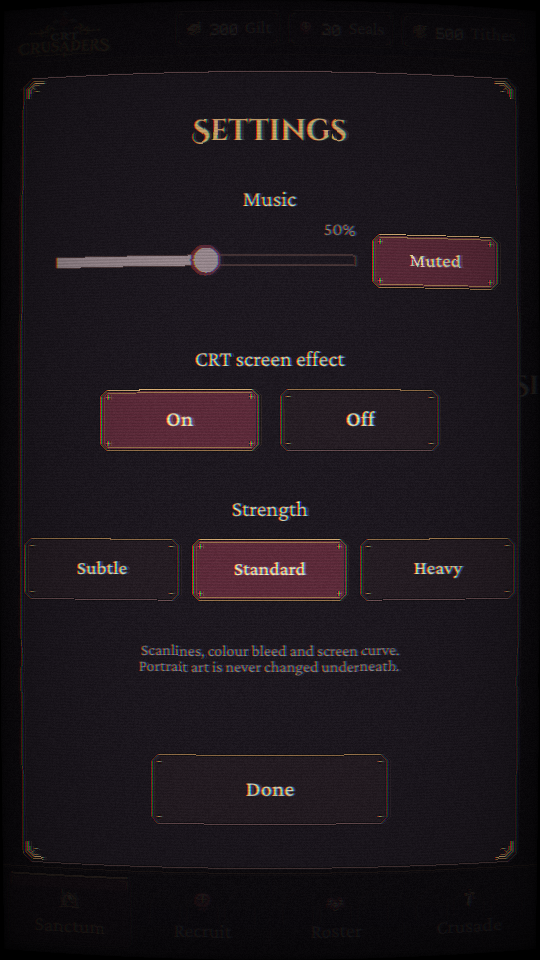 CRT
CRUSADERS
300 Gilt
30 Seals
500 Tithes
SETTINGS
Music
50%
Muted
CRT screen effect
On
Off
Strength
Subtle
Standard
Heavy
Scanlines, colour bleed and screen curve.
Portrait art is never changed underneath.
Done
Sanctum
Recruit
Roster
Crusade